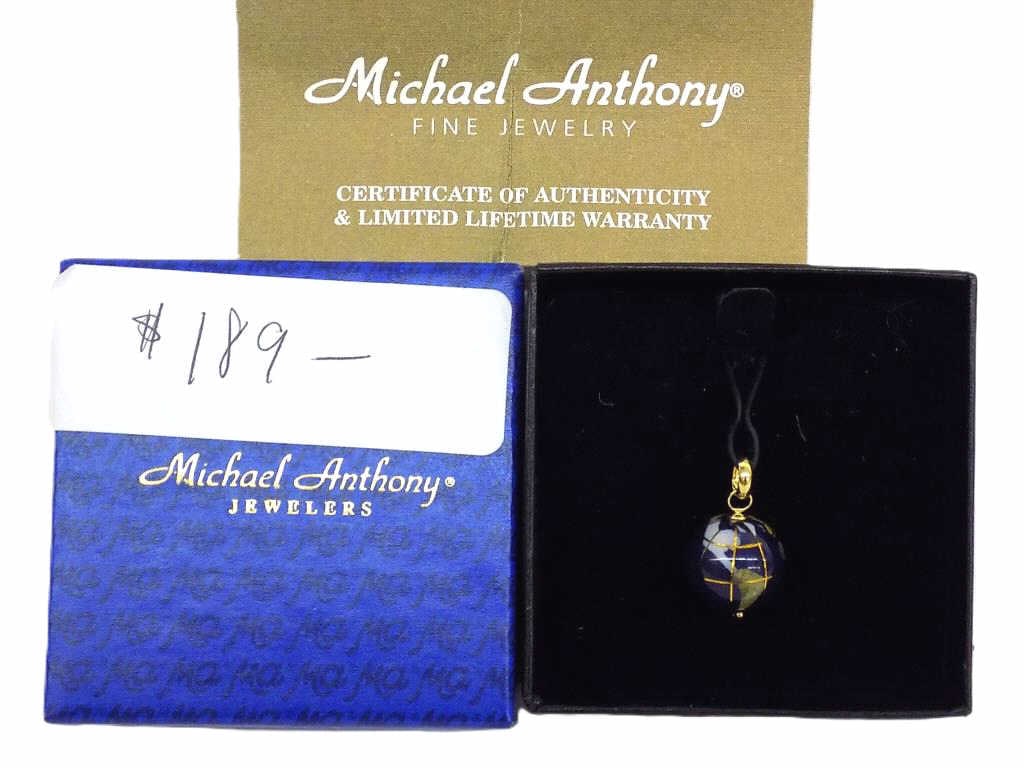 Michael Anthony®
FINE JEWELRY
CERTIFICATE OF AUTHENTICITY
& LIMITED LIFETIME WARRANTY
$189 —
Michael Anthony®
JEWELERS